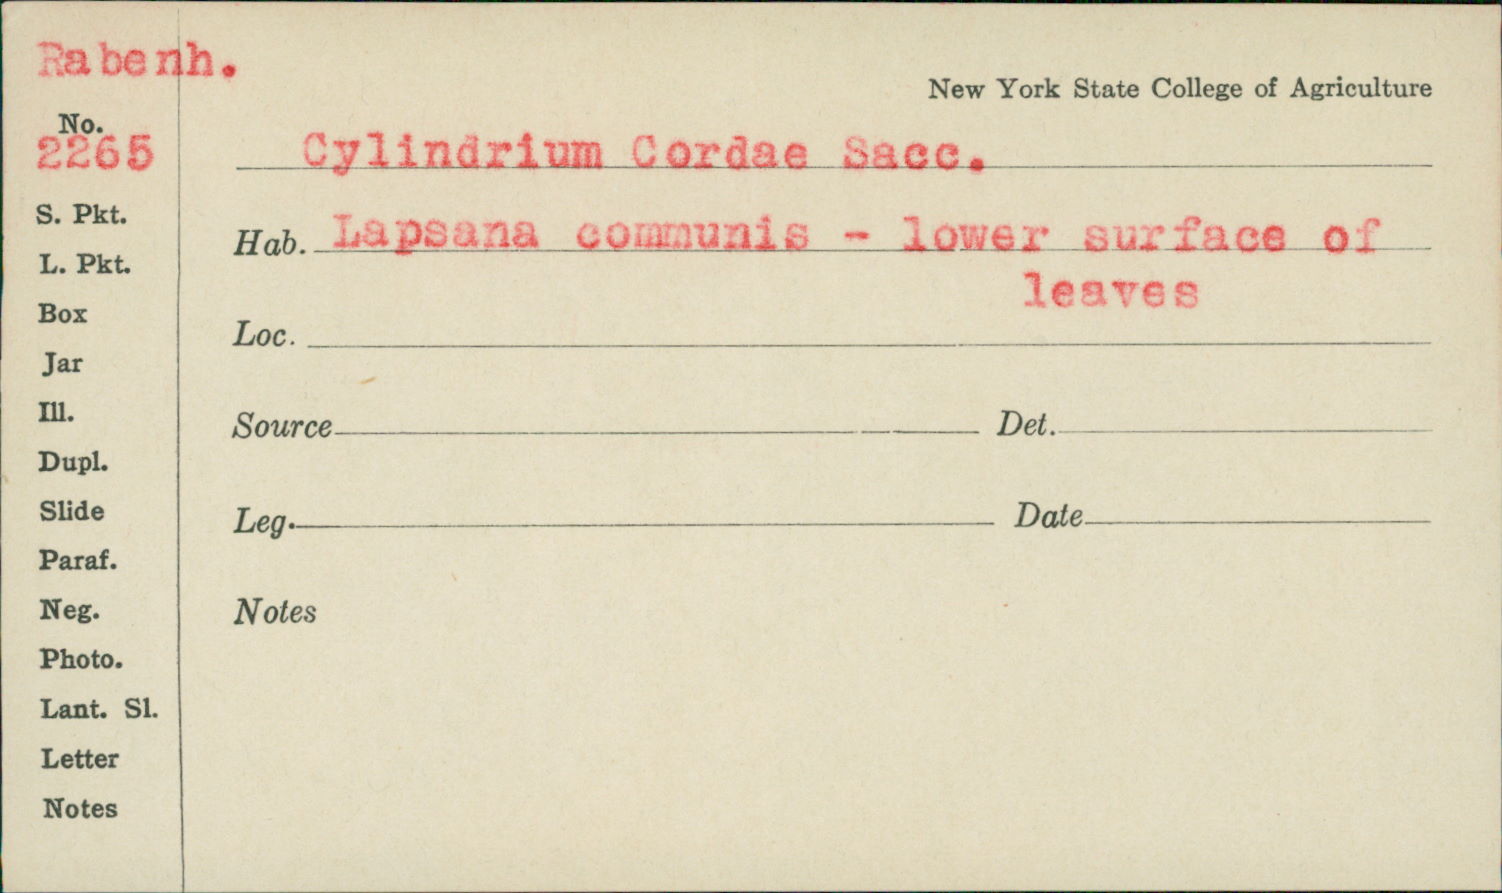 Rabenh.
New York State College of Agriculture
No.
2265
Cylindrium Cordae Sacc.
S. Pkt.
Hab. Lapsana communis - lower surface of
leaves
L. Pkt.
Box
Loc.
Jar
Ill.
Source Det.
Dupl.
Slide
Leg. Date
Paraf.
Neg.
Notes
Photo.
Lant. Sl.
Letter
Notes